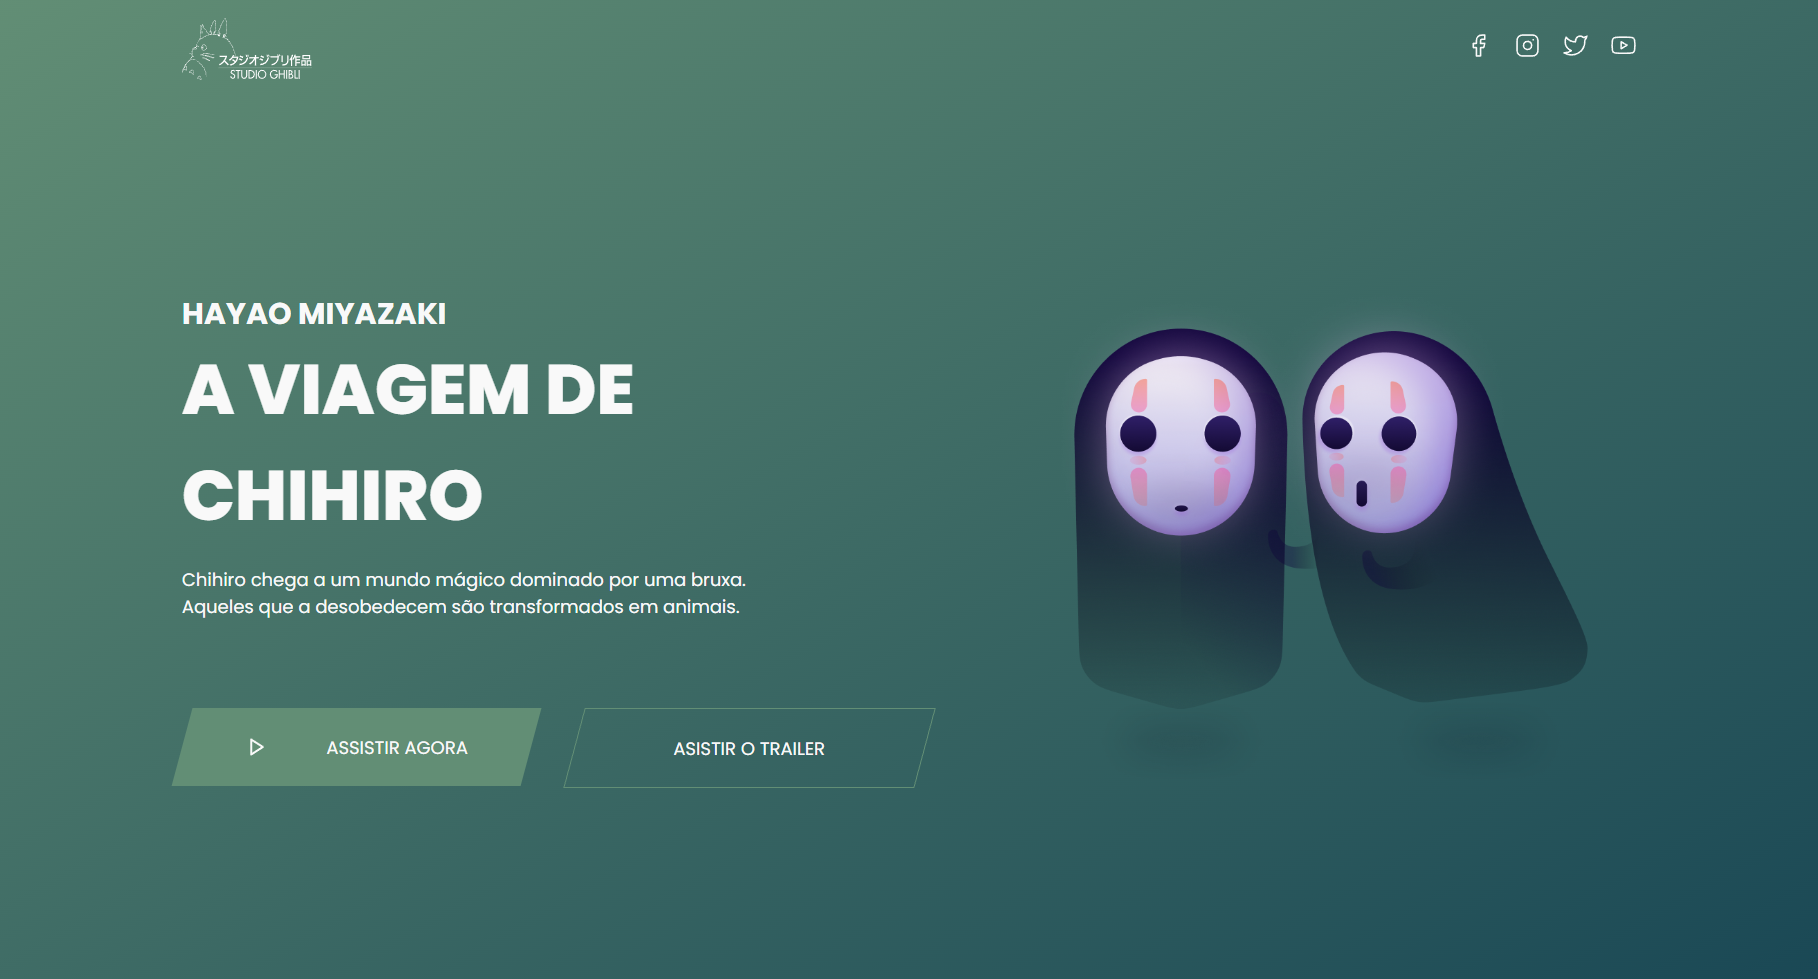 スタジオジブリ作品
STUDIO GHIBLI
HAYAO MIYAZAKI
A VIAGEM DE
CHIHIRO
Chihiro chega a um mundo mágico dominado por uma bruxa.
Aqueles que a desobedecem são transformados em animais.
ASSISTIR AGORA
ASISTIR O TRAILER